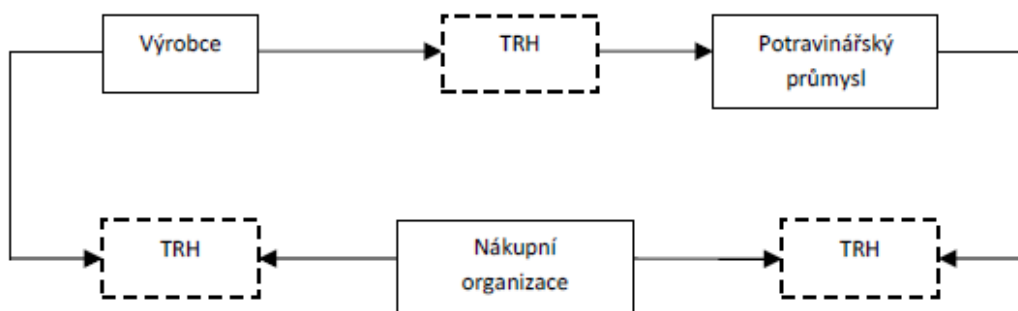 Výrobce
TRH
Potravinářský
průmysl
TRH
Nákupní
organizace
TRH